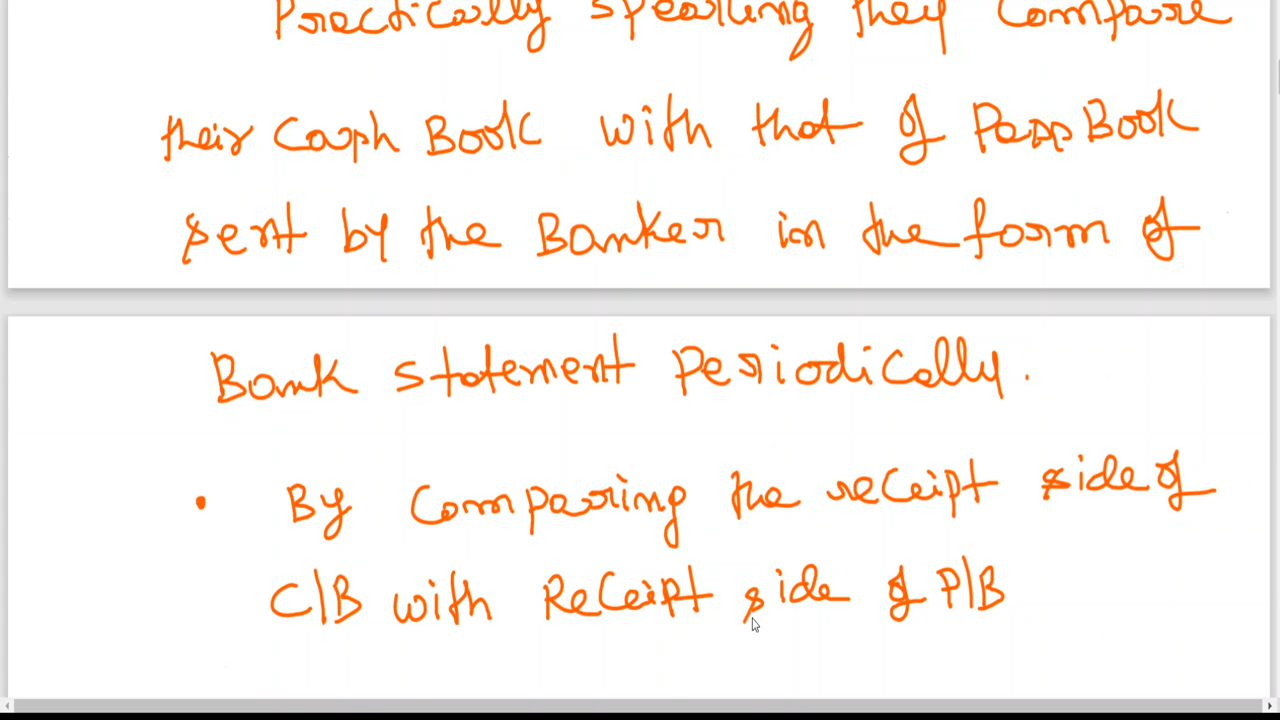 Practically speaking they compare
their Cash Book with that of Pass Book
sent by the Banker in the form of
Bank statement Periodically.
• By Comparing the receipt side of
C/B with Receipt side of P/B